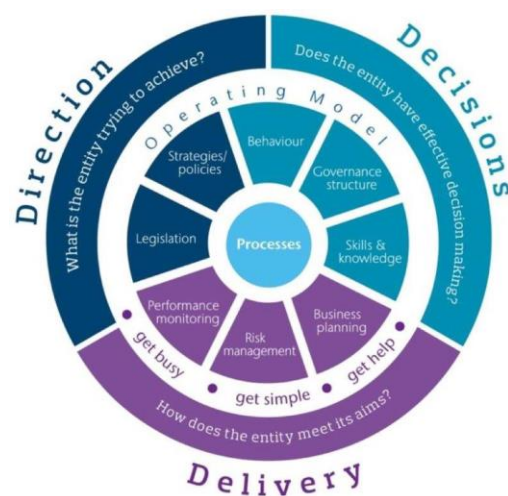 Direction
What is the entity trying to achieve?
Decisions
Does the entity have effective decision making?
Operating Model
Strategies/
policies
Behaviour
Governance
structure
Legislation
Processes
Skills &
knowledge
Performance
monitoring
Risk
management
Business
planning
• get busy
• get simple •
get help •
How does the entity meet its aims?
Delivery